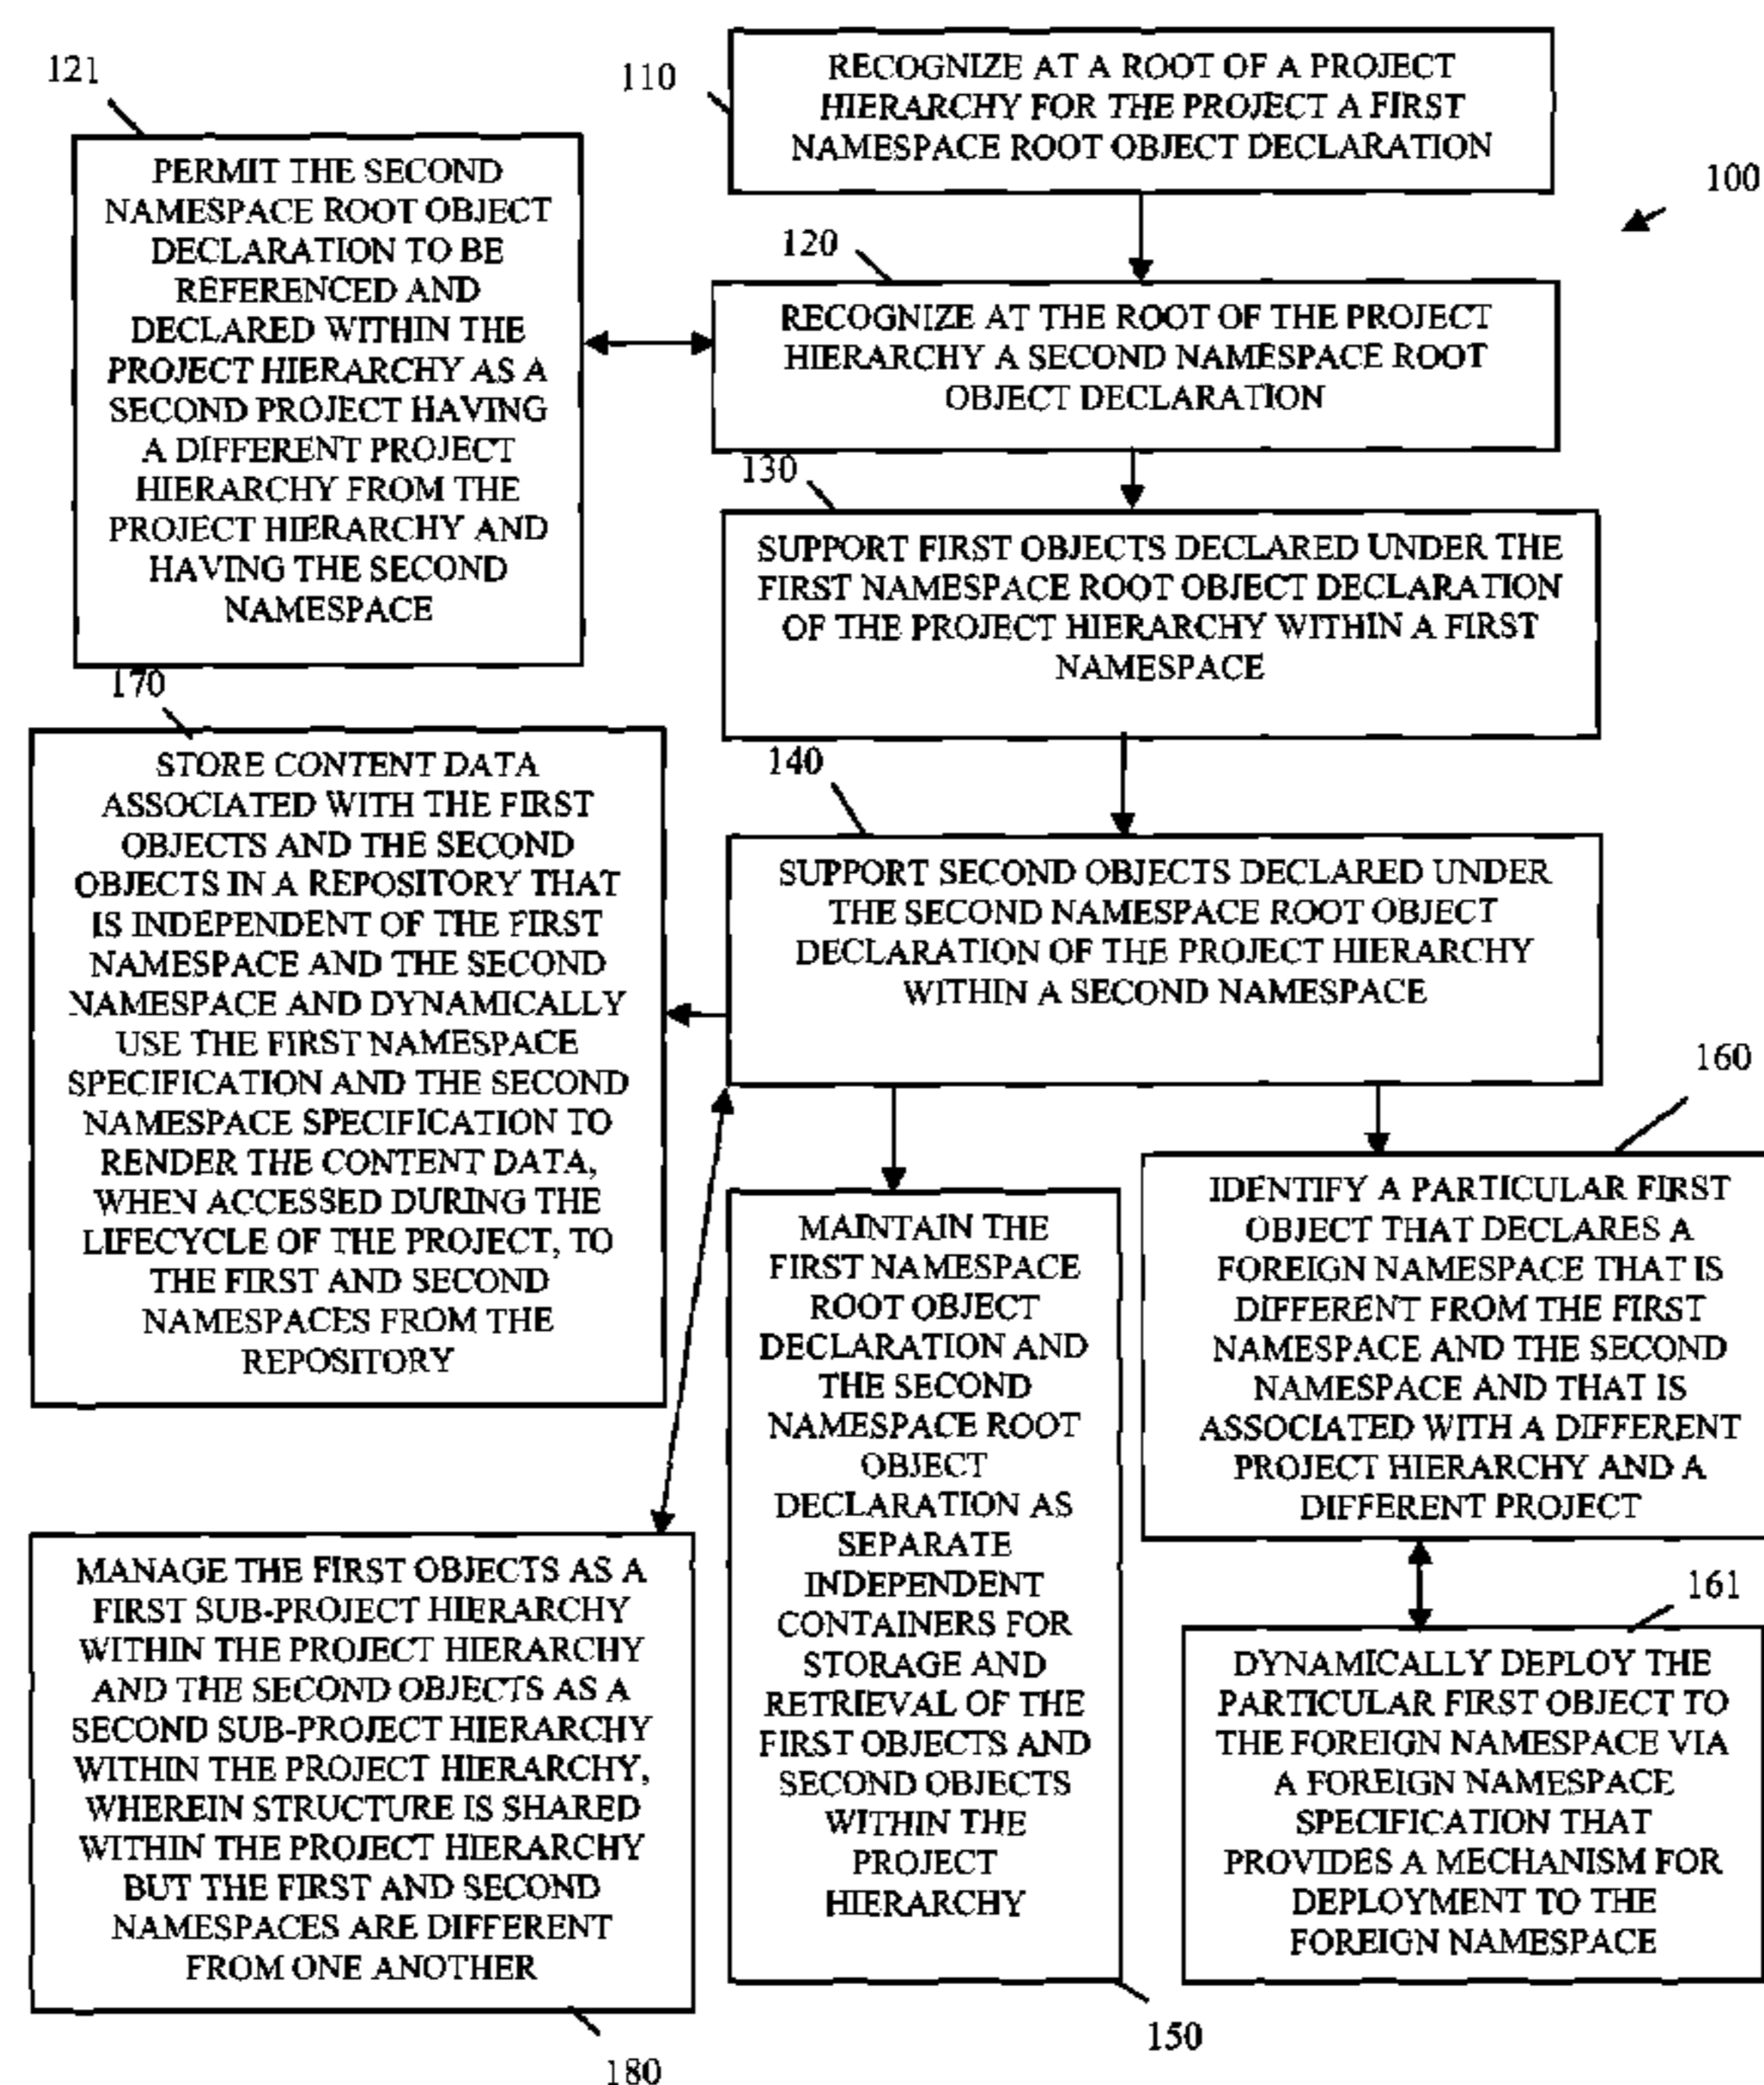 110
RECOGNIZE AT A ROOT OF A PROJECT
HIERARCHY FOR THE PROJECT A FIRST
NAMESPACE ROOT OBJECT DECLARATION
100
121
PERMIT THE SECOND
NAMESPACE ROOT OBJECT
DECLARATION TO BE
REFERENCED AND
DECLARED WITHIN THE
PROJECT HIERARCHY AS A
SECOND PROJECT HAVING
A DIFFERENT PROJECT
HIERARCHY FROM THE
PROJECT HIERARCHY AND
HAVING THE SECOND
NAMESPACE
120
RECOGNIZE AT THE ROOT OF THE PROJECT
HIERARCHY A SECOND NAMESPACE ROOT
OBJECT DECLARATION
130
SUPPORT FIRST OBJECTS DECLARED UNDER THE
FIRST NAMESPACE ROOT OBJECT DECLARATION
OF THE PROJECT HIERARCHY WITHIN A FIRST
NAMESPACE
170
STORE CONTENT DATA
ASSOCIATED WITH THE FIRST
OBJECTS AND THE SECOND
OBJECTS IN A REPOSITORY THAT
IS INDEPENDENT OF THE FIRST
NAMESPACE AND THE SECOND
NAMESPACE AND DYNAMICALLY
USE THE FIRST NAMESPACE
SPECIFICATION AND THE SECOND
NAMESPACE SPECIFICATION TO
RENDER THE CONTENT DATA,
WHEN ACCESSED DURING THE
LIFECYCLE OF THE PROJECT, TO
THE FIRST AND SECOND
NAMESPACES FROM THE
REPOSITORY
140
SUPPORT SECOND OBJECTS DECLARED UNDER
THE SECOND NAMESPACE ROOT OBJECT
DECLARATION OF THE PROJECT HIERARCHY
WITHIN A SECOND NAMESPACE
160
IDENTIFY A PARTICULAR FIRST
OBJECT THAT DECLARES A
FOREIGN NAMESPACE THAT IS
DIFFERENT FROM THE FIRST
NAMESPACE AND THE SECOND
NAMESPACE AND THAT IS
ASSOCIATED WITH A DIFFERENT
PROJECT HIERARCHY AND A
DIFFERENT PROJECT
MAINTAIN THE
FIRST NAMESPACE
ROOT OBJECT
DECLARATION AND
THE SECOND
NAMESPACE ROOT
OBJECT
DECLARATION AS
SEPARATE
INDEPENDENT
CONTAINERS FOR
STORAGE AND
RETRIEVAL OF THE
FIRST OBJECTS AND
SECOND OBJECTS
WITHIN THE
PROJECT
HIERARCHY
150
161
DYNAMICALLY DEPLOY THE
PARTICULAR FIRST OBJECT TO
THE FOREIGN NAMESPACE VIA
A FOREIGN NAMESPACE
SPECIFICATION THAT
PROVIDES A MECHANISM FOR
DEPLOYMENT TO THE
FOREIGN NAMESPACE
MANAGE THE FIRST OBJECTS AS A
FIRST SUB-PROJECT HIERARCHY
WITHIN THE PROJECT HIERARCHY
AND THE SECOND OBJECTS AS A
SECOND SUB-PROJECT HIERARCHY
WITHIN THE PROJECT HIERARCHY,
WHEREIN STRUCTURE IS SHARED
WITHIN THE PROJECT HIERARCHY
BUT THE FIRST AND SECOND
NAMESPACES ARE DIFFERENT
FROM ONE ANOTHER
180